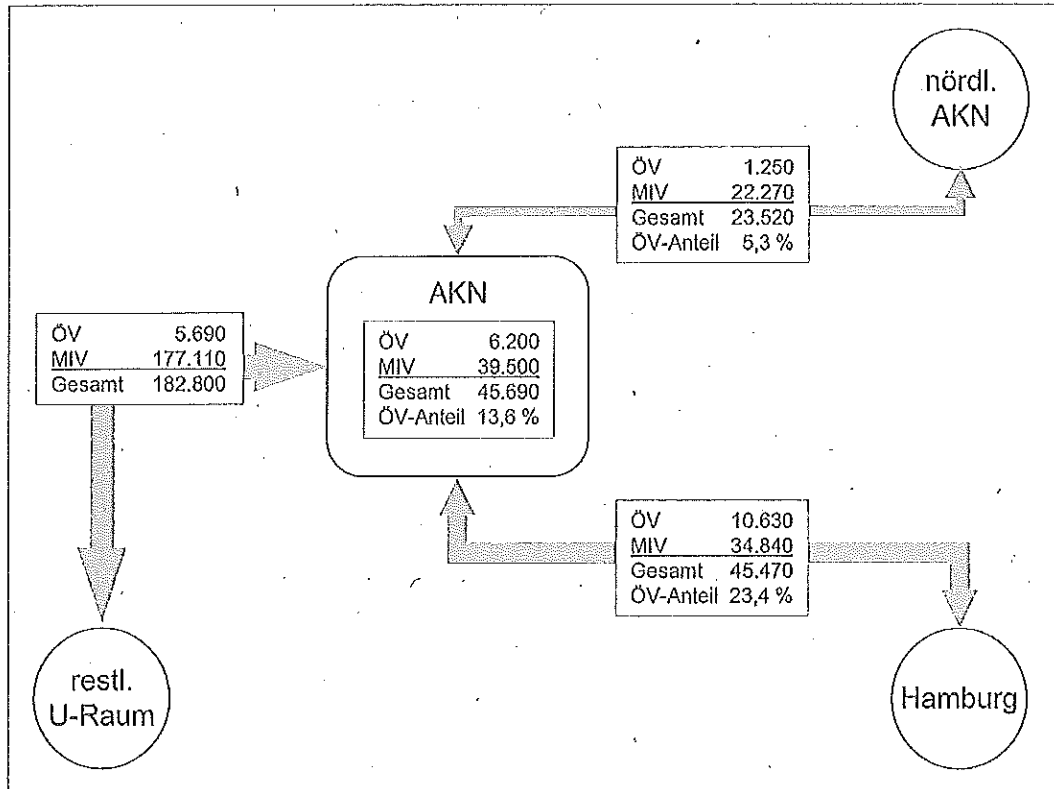 nördl.
AKN
ÖV 1.250
MIV 22.270
Gesamt 23.520
ÖV-Anteil 5,3 %
AKN
ÖV 6.200
MIV 39.500
Gesamt 45.690
ÖV-Anteil 13,6 %
ÖV 5.690
MIV 177.110
Gesamt 182.800
ÖV 10.630
MIV 34.840
Gesamt 45.470
ÖV-Anteil 23,4 %
restl.
U-Raum
Hamburg